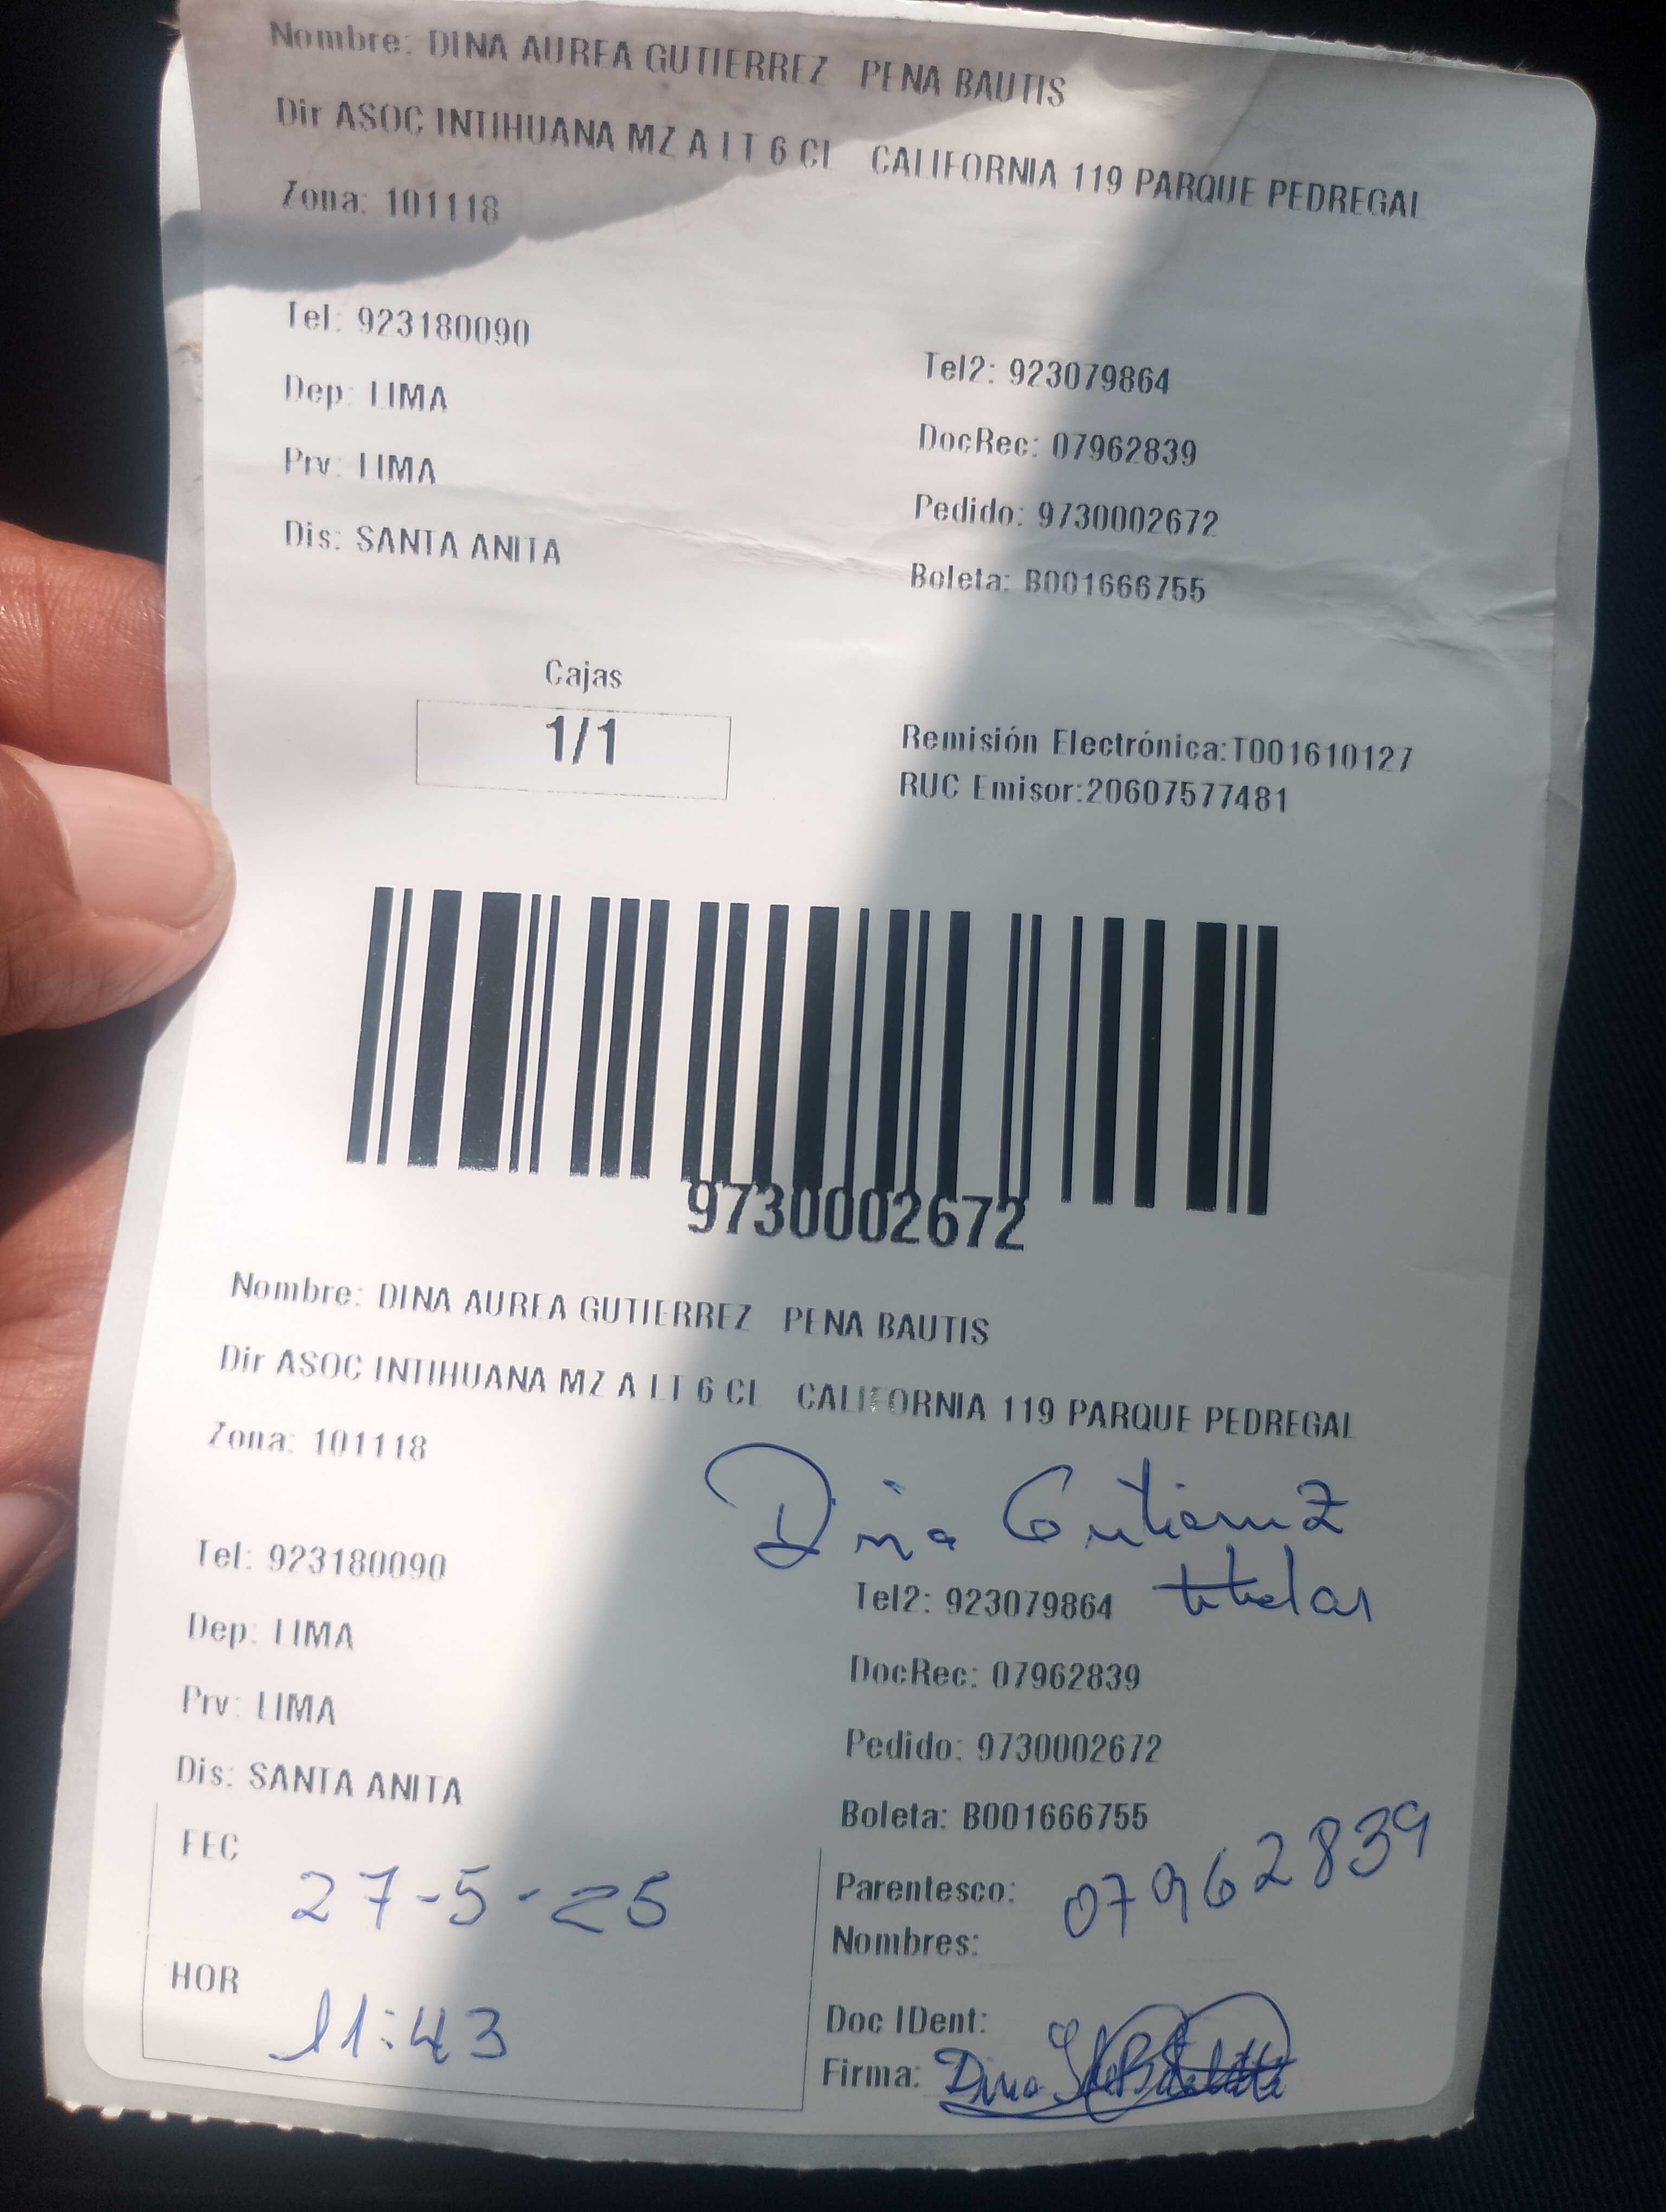 Nombre: DINA AUREA GUTIERREZ PENA BAUTIS
Dir ASOC INTIHUANA MZ A LT 6 CL CALIFORNIA 119 PARQUE PEDREGAL
Zona: 101118
Tel: 923180090
Tel2: 923079864
Dep: LIMA
DocRec: 07962839
Prv: LIMA
Pedido: 9730002672
Dis: SANTA ANITA
Boleta: B001666755
Cajas
1/1
Remisión Electrónica:T001610127
RUC Emisor:20607577481
9730002672
Nombre: DINA AUREA GUTIERREZ PENA BAUTIS
Dir ASOC INTIHUANA MZ A LT 6 CL CALIFORNIA 119 PARQUE PEDREGAL
Zona: 101118
Dina Gutierrez
titular
Tel: 923180090
Tel2: 923079864
Dep: LIMA
DocRec: 07962839
Prv: LIMA
Pedido: 9730002672
Dis: SANTA ANITA
Boleta: B001666755
FEC
27-5-25
Parentesco: 07962839
Nombres:
HOR
11:43
Doc IDent:
Firma: Dina